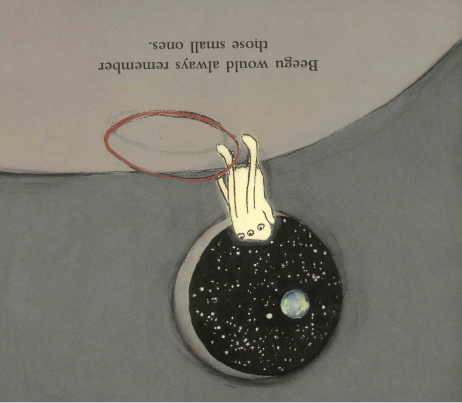 Beegu would always remember
those small ones.